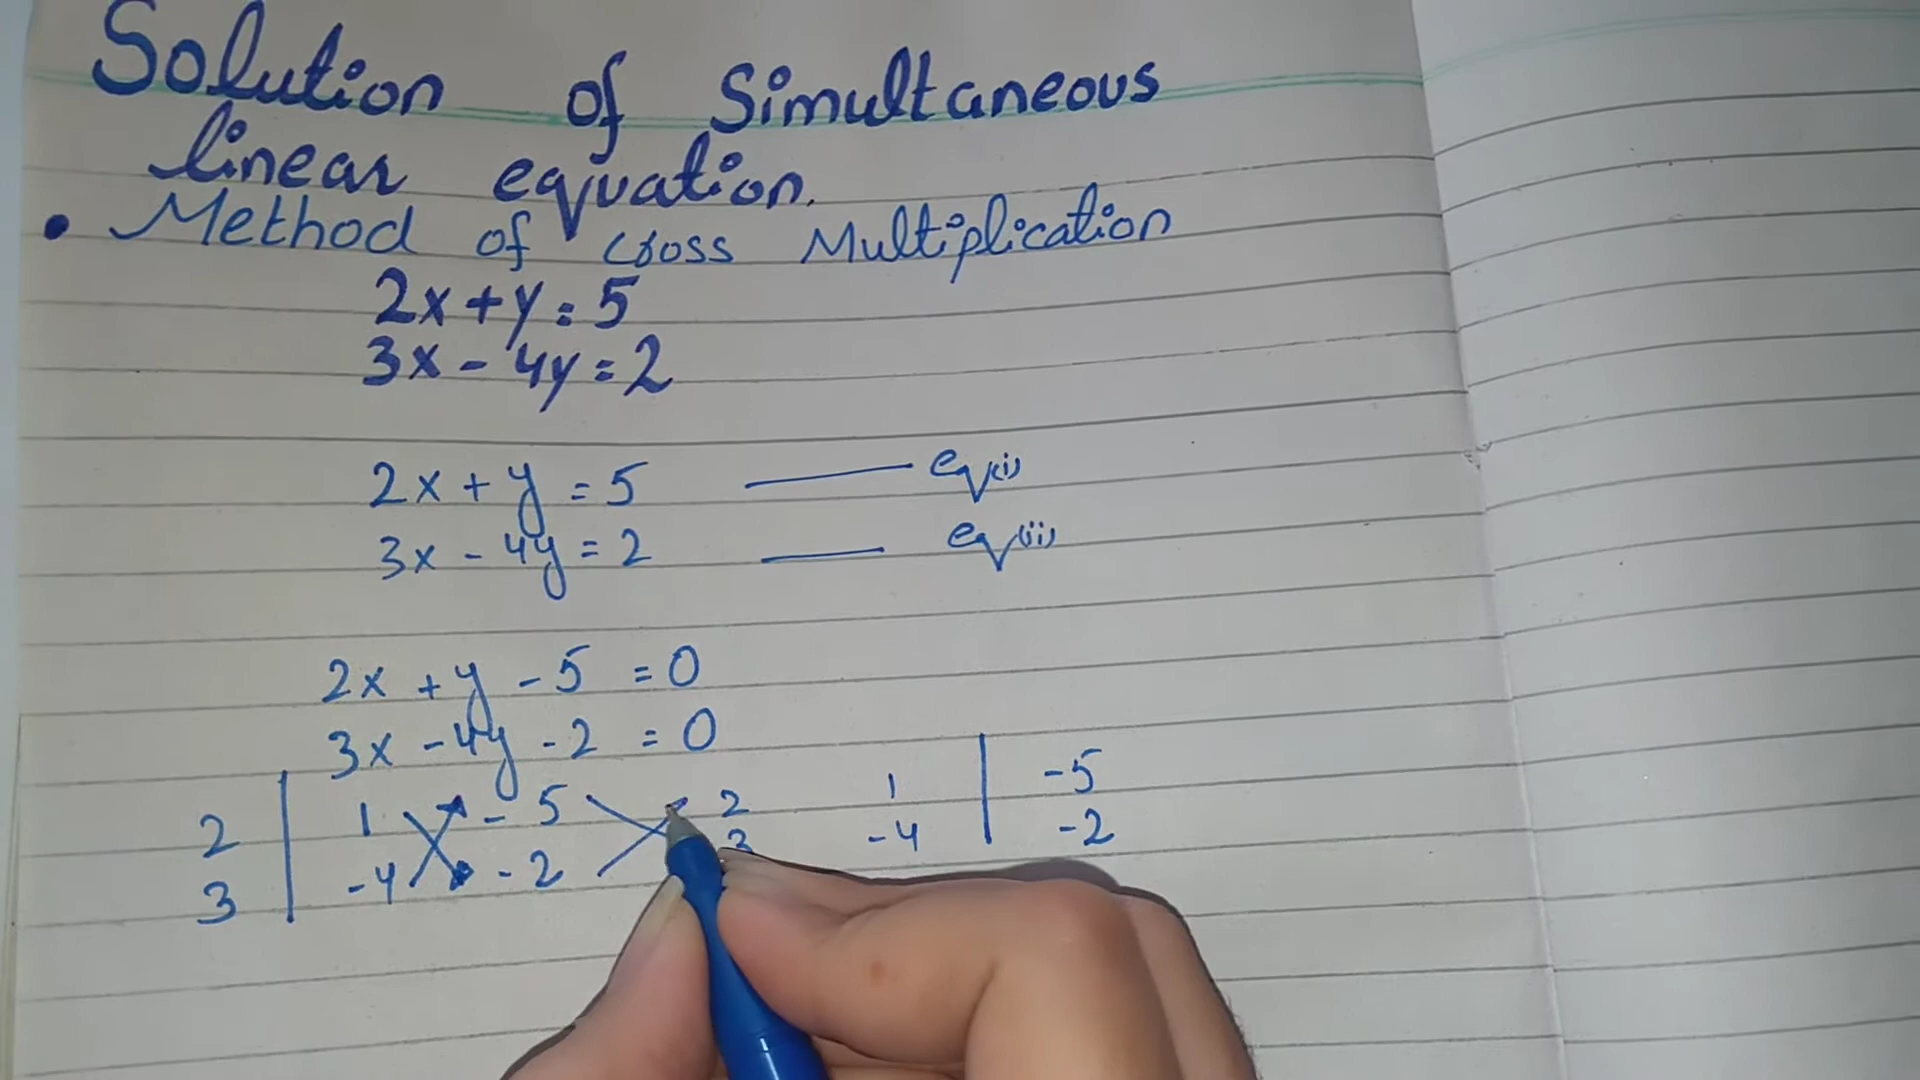 Solution of Simultaneous
linear equation.
• Method of cross Multiplication
2x + y = 5
3x - 4y = 2
2x + y = 5 —— eq(i)
3x - 4y = 2 —— eq(ii)
2x + y - 5 = 0
3x - 4y - 2 = 0
2 | 1 - 5 2 1 | -5
3 | -4 - 2 3 -4 | -2